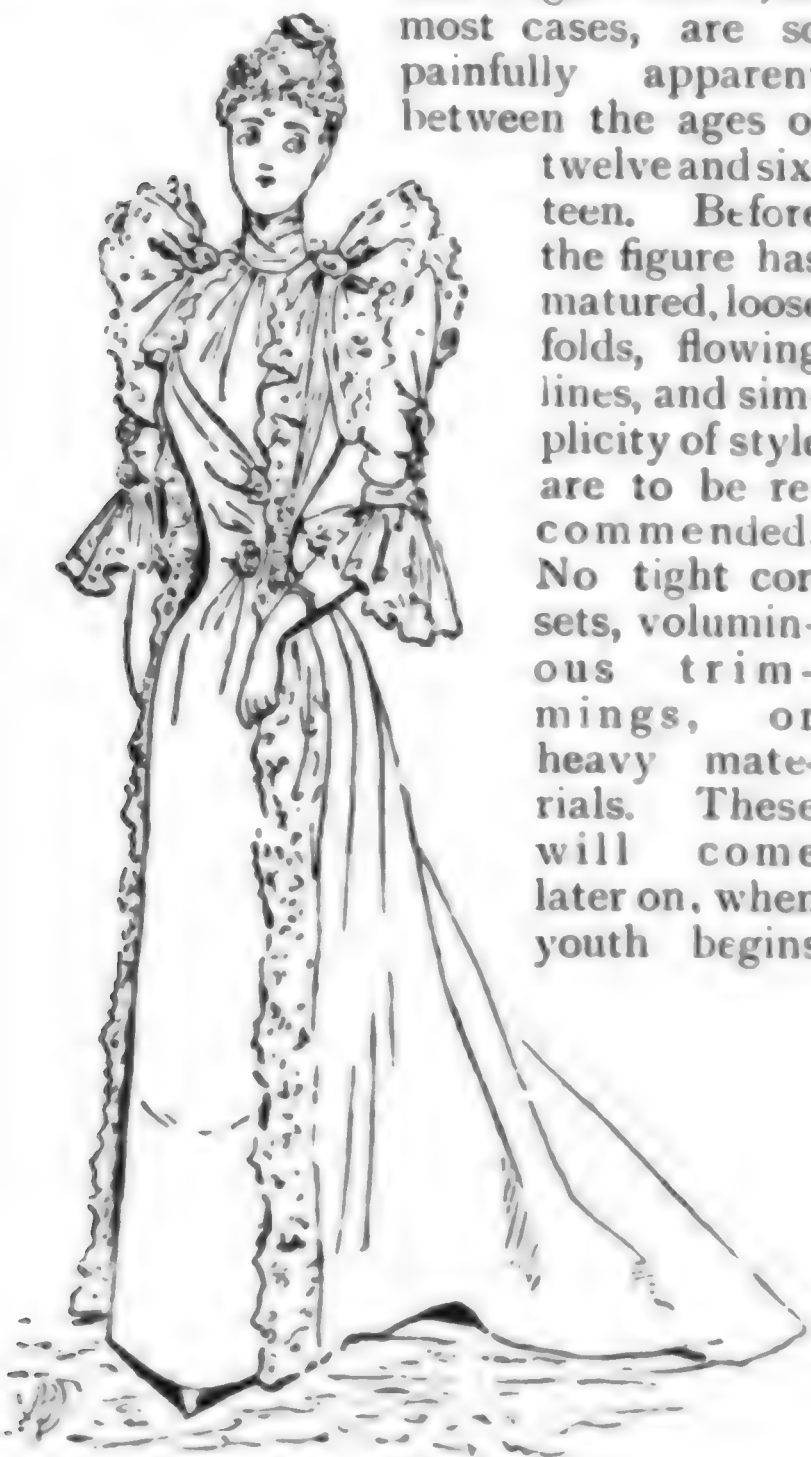 most cases, are so
painfully apparent
between the ages o
twelve and six
teen. Before
the figure has
matured, loose
folds, flowing
lines, and sim-
plicity of style
are to be re
commended.
No tight cor
sets, volumin-
ous trim-
mings, or
heavy mate-
rials. These
will come
later on, when
youth begins